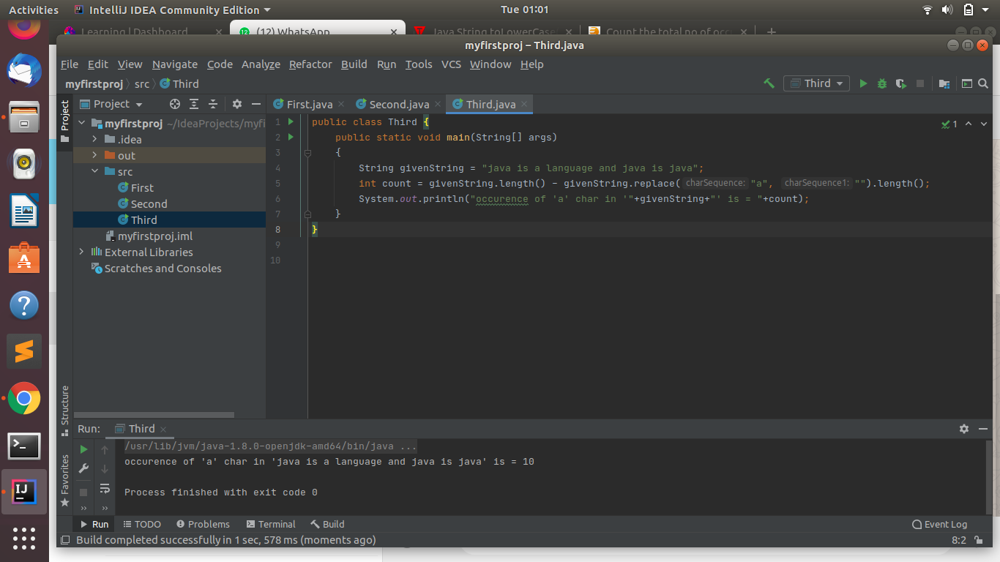 Activities IntelliJ IDEA Community Edition Tue 01:01
Learning | Dashboard (12) WhatsApp Java String toLowerCase Count the total no of occ
myfirstproj – Third.java
File Edit View Navigate Code Analyze Refactor Build Run Tools VCS Window Help
myfirstproj src Third Third
Project First.java Second.java Third.java
Project
myfirstproj ~/IdeaProjects/myfi
.idea
out
src
First
Second
Third
myfirstproj.iml
External Libraries
Scratches and Consoles
1 public class Third {
2 public static void main(String[] args)
3 {
4 String givenString = "java is a language and java is java";
5 int count = givenString.length() - givenString.replace( charSequence: "a", charSequence1: "").length();
6 System.out.println("occurence of 'a' char in '"+givenString+"' is = "+count);
7 }
8 }
9
10
1
Structure
Favorites
Run: Third
/usr/lib/jvm/java-1.8.0-openjdk-amd64/bin/java ...
occurence of 'a' char in 'java is a language and java is java' is = 10
Process finished with exit code 0
Run TODO Problems Terminal Build Event Log
Build completed successfully in 1 sec, 578 ms (moments ago) 8:2